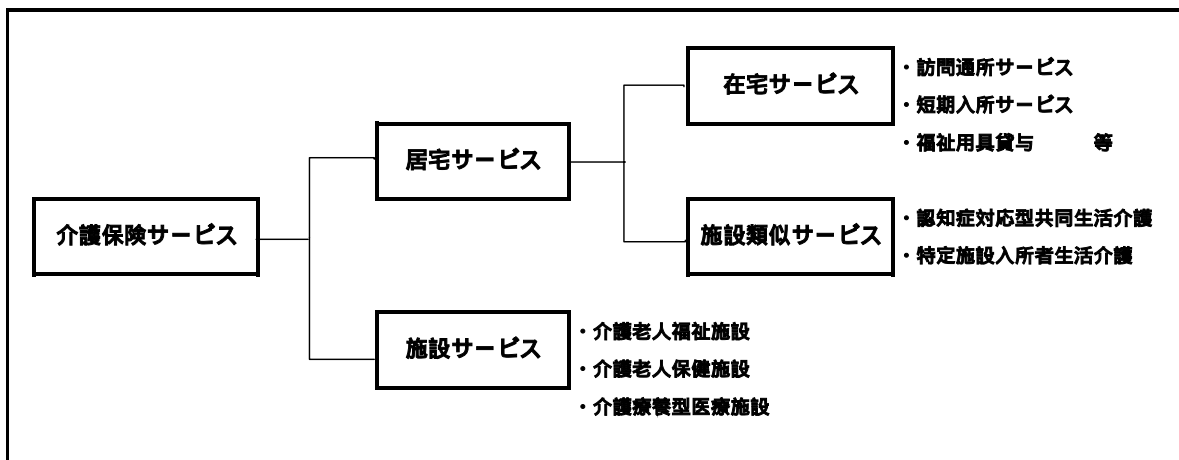 介護保険サービス
居宅サービス
在宅サービス
・訪問通所サービス
・短期入所サービス
・福祉用具貸与　　　等
施設類似サービス
・認知症対応型共同生活介護
・特定施設入所者生活介護
施設サービス
・介護老人福祉施設
・介護老人保健施設
・介護療養型医療施設